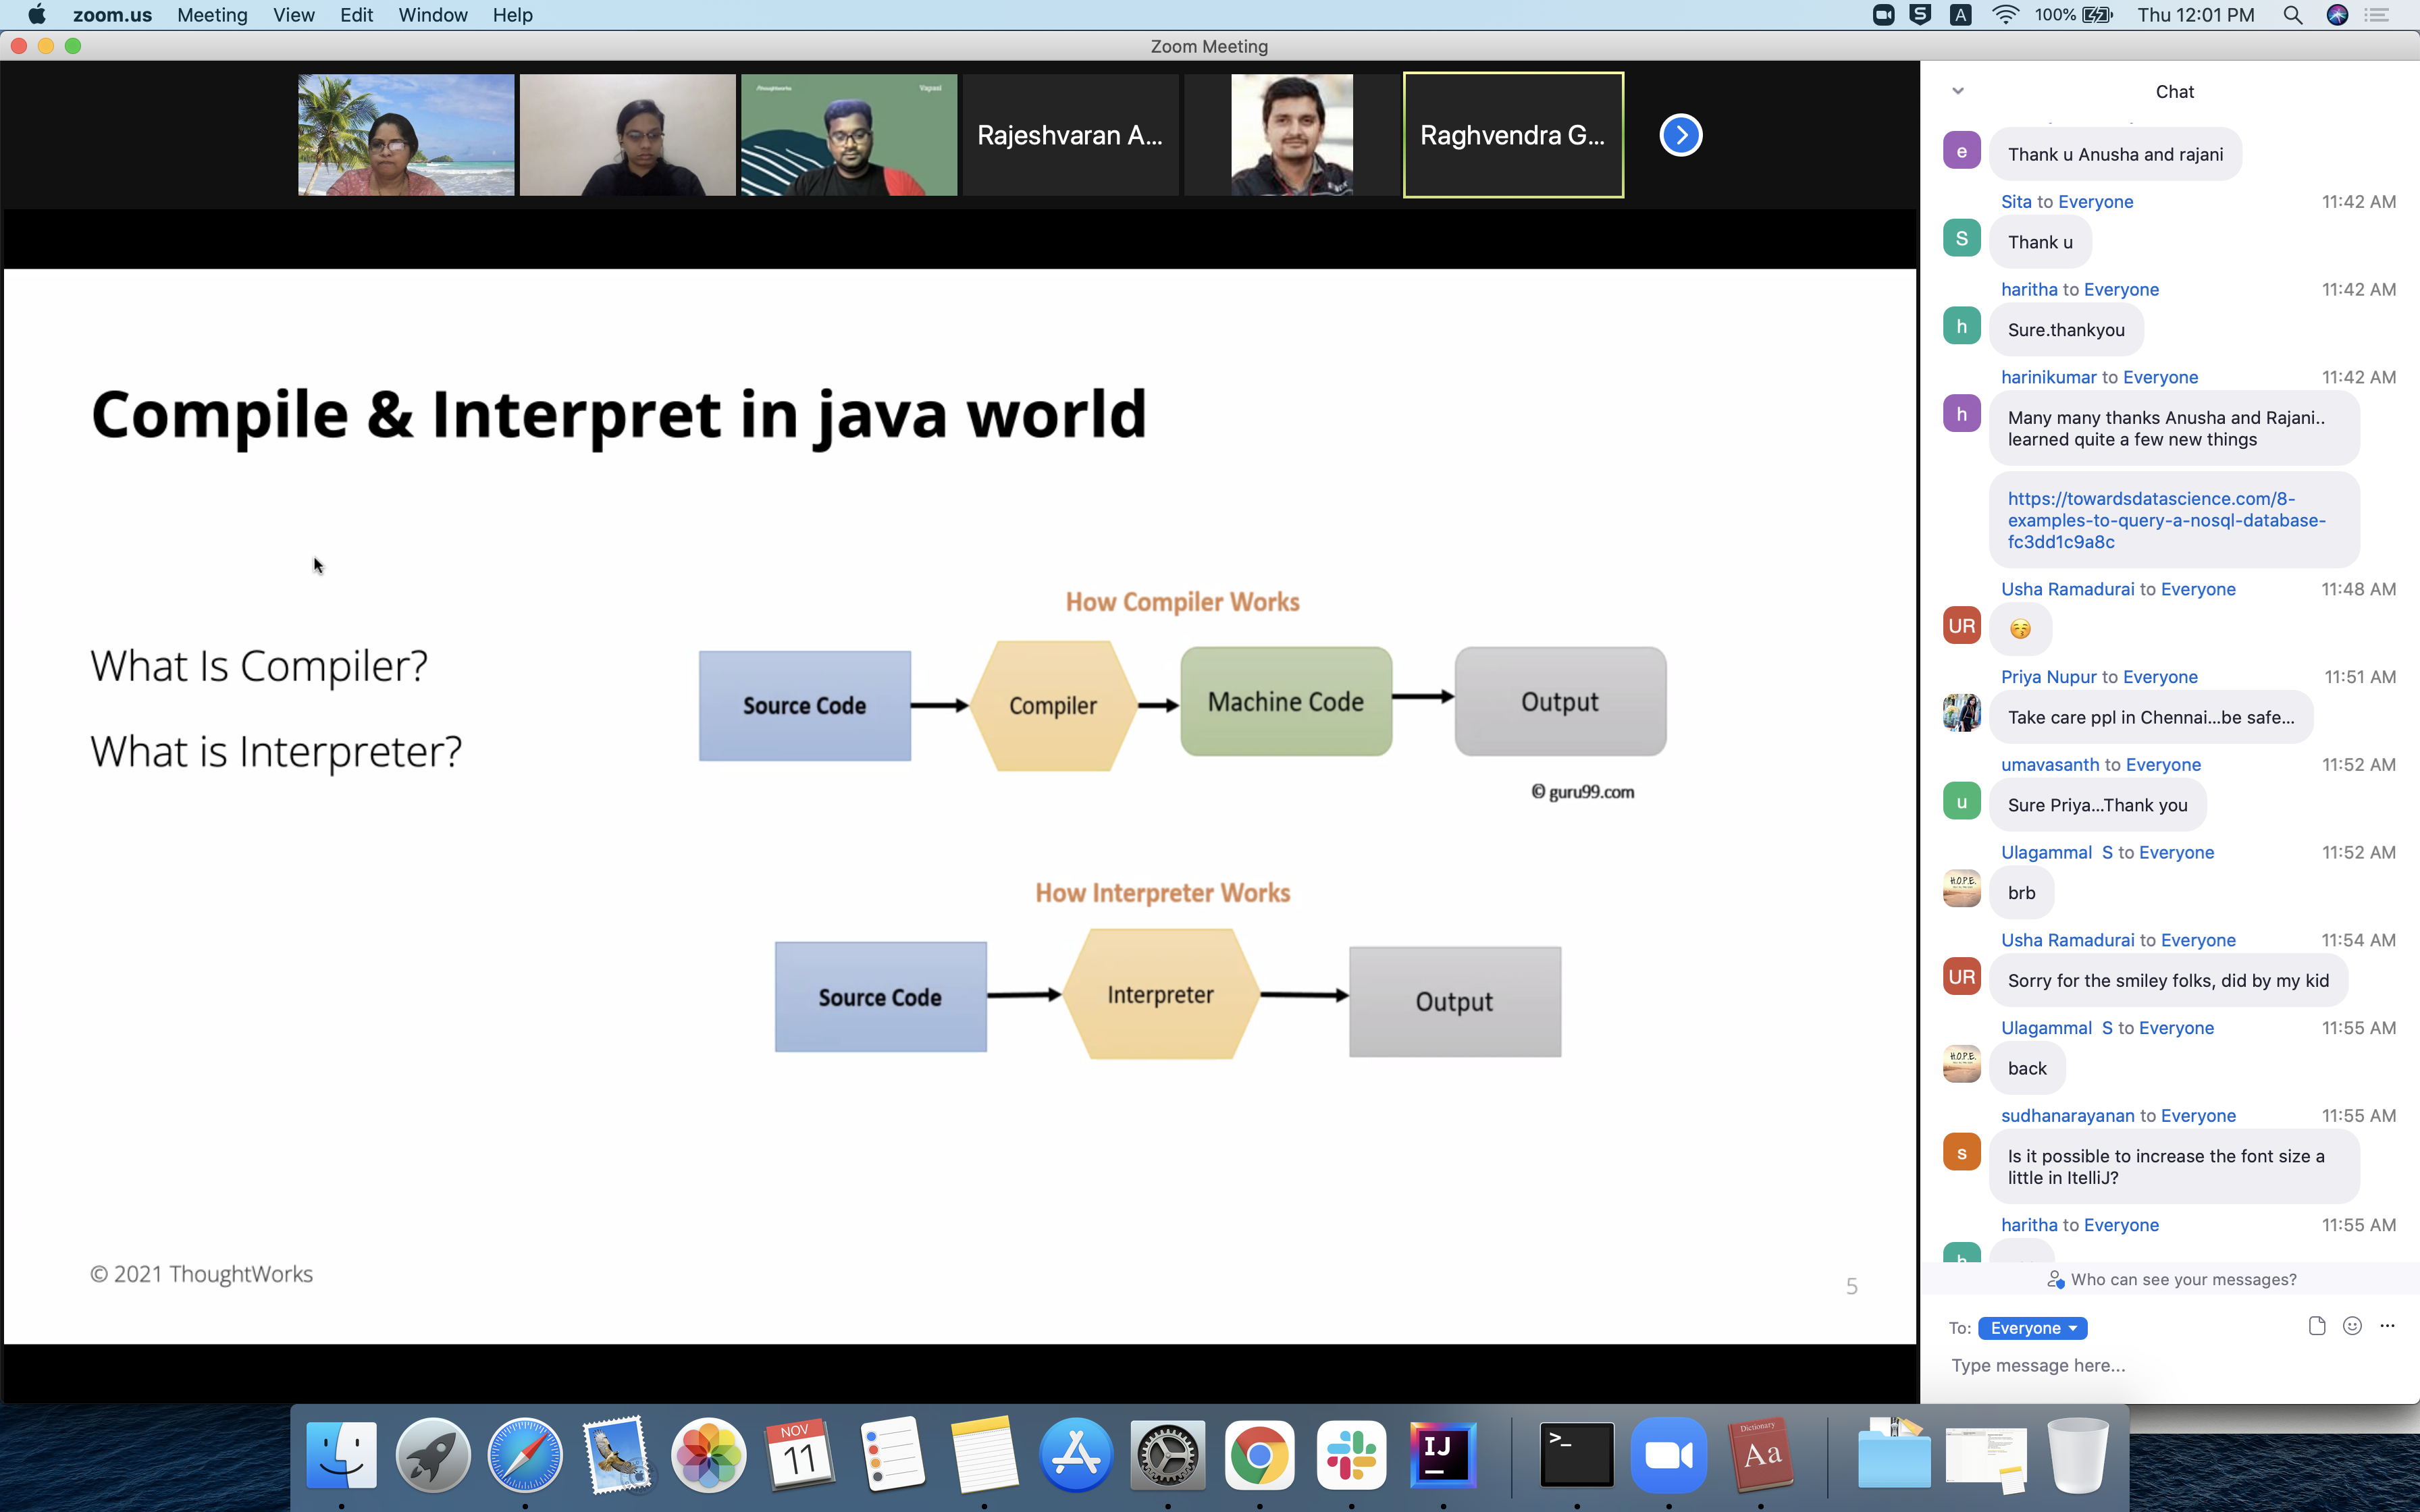 zoom.us Meeting View Edit Window Help
S A 100% Thu 12:01 PM
Zoom Meeting
/thoughtworks Vapasi
Rajeshvaran A...
Raghvendra G...
Compile & Interpret in java world
What Is Compiler?
What is Interpreter?
How Compiler Works
Source Code
Compiler
Machine Code
Output
© guru99.com
How Interpreter Works
Source Code
Interpreter
Output
© 2021 ThoughtWorks
5
Chat
e
Thank u Anusha and rajani
Sita to Everyone 11:42 AM
S
Thank u
haritha to Everyone 11:42 AM
h
Sure.thankyou
harinikumar to Everyone 11:42 AM
h
Many many thanks Anusha and Rajani..
learned quite a few new things
https://towardsdatascience.com/8-
examples-to-query-a-nosql-database-
fc3dd1c9a8c
Usha Ramadurai to Everyone 11:48 AM
UR
Priya Nupur to Everyone 11:51 AM
Take care ppl in Chennai...be safe...
umavasanth to Everyone 11:52 AM
u
Sure Priya...Thank you
Ulagammal S to Everyone 11:52 AM
H.O.P.E.
brb
Usha Ramadurai to Everyone 11:54 AM
UR
Sorry for the smiley folks, did by my kid
Ulagammal S to Everyone 11:55 AM
H.O.P.E.
back
sudhanarayanan to Everyone 11:55 AM
s
Is it possible to increase the font size a
little in ItelliJ?
haritha to Everyone 11:55 AM
h
Who can see your messages?
To: Everyone
Type message here...
NOV
11
IJ
>_
Dictionary
Aa